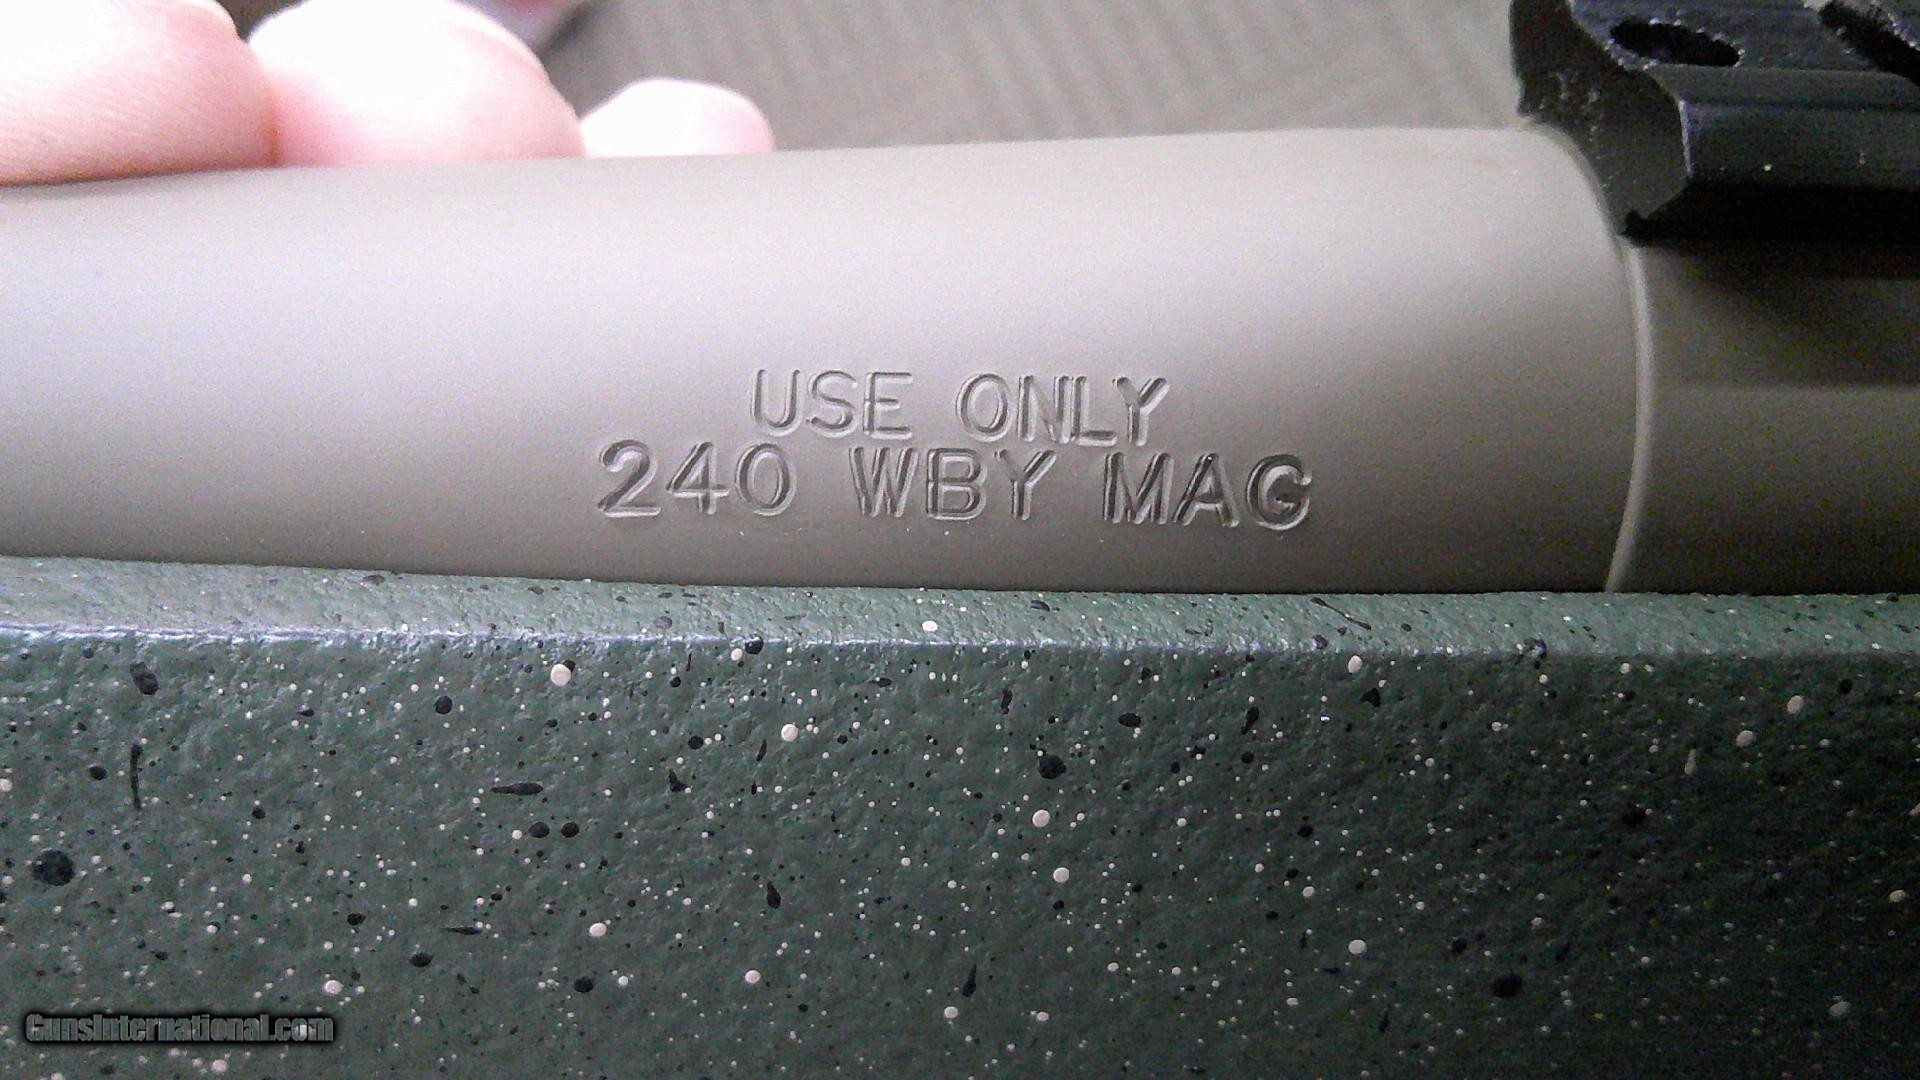 USE ONLY
240 WBY MAG
GunsInternational.com